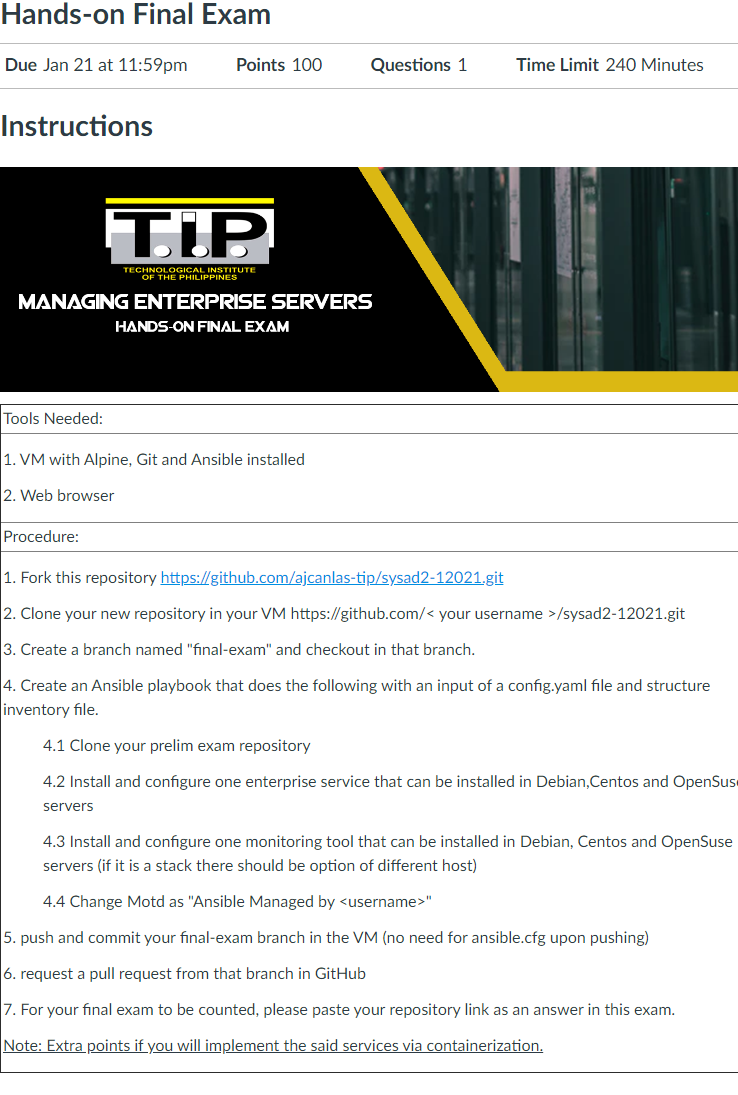 Hands-on Final Exam
Due Jan 21 at 11:59pm Points 100 Questions 1 Time Limit 240 Minutes
Instructions
T.I.P.
TECHNOLOGICAL INSTITUTE
OF THE PHILIPPINES
MANAGING ENTERPRISE SERVERS
HANDS-ON FINAL EXAM
Tools Needed:
1. VM with Alpine, Git and Ansible installed
2. Web browser
Procedure:
1. Fork this repository https://github.com/ajcanlas-tip/sysad2-12021.git
2. Clone your new repository in your VM https://github.com/< your username >/sysad2-12021.git
3. Create a branch named "final-exam" and checkout in that branch.
4. Create an Ansible playbook that does the following with an input of a config.yaml file and structure
inventory file.
4.1 Clone your prelim exam repository
4.2 Install and configure one enterprise service that can be installed in Debian,Centos and OpenSus
servers
4.3 Install and configure one monitoring tool that can be installed in Debian, Centos and OpenSuse
servers (if it is a stack there should be option of different host)
4.4 Change Motd as "Ansible Managed by <username>"
5. push and commit your final-exam branch in the VM (no need for ansible.cfg upon pushing)
6. request a pull request from that branch in GitHub
7. For your final exam to be counted, please paste your repository link as an answer in this exam.
Note: Extra points if you will implement the said services via containerization.